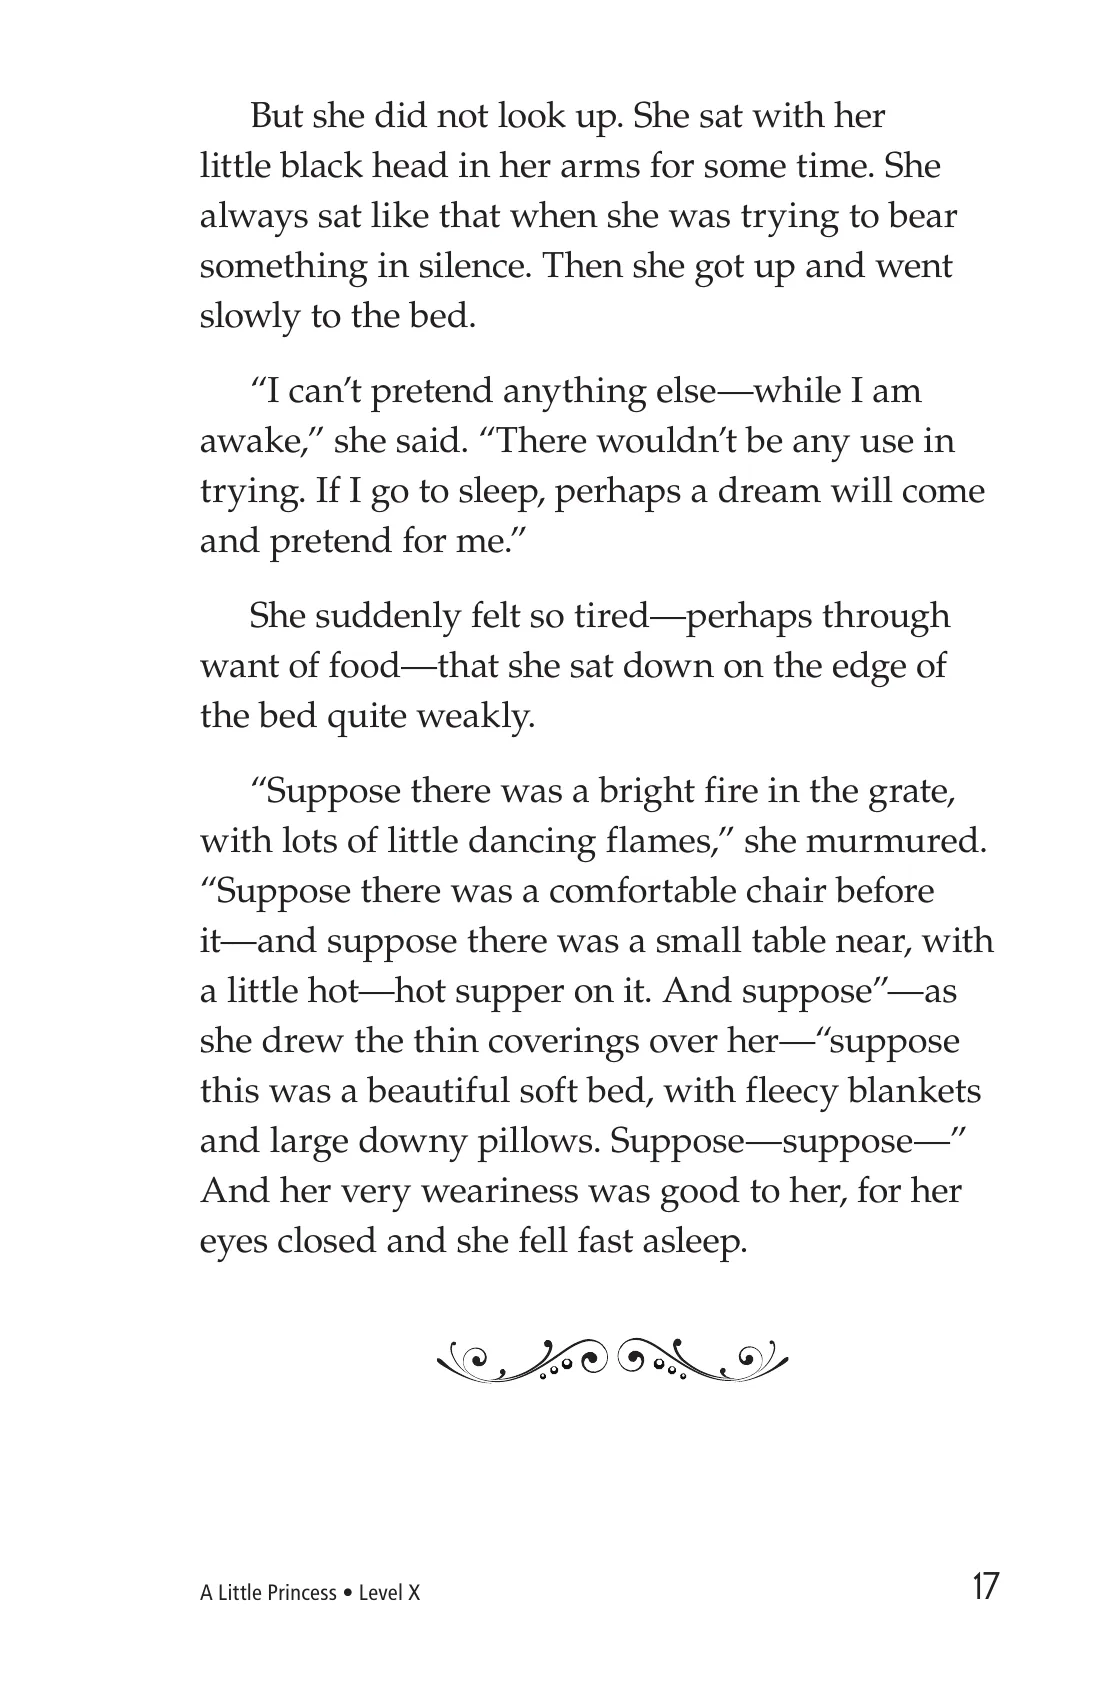 But she did not look up. She sat with her
little black head in her arms for some time. She
always sat like that when she was trying to bear
something in silence. Then she got up and went
slowly to the bed.
“I can’t pretend anything else—while I am
awake,” she said. “There wouldn’t be any use in
trying. If I go to sleep, perhaps a dream will come
and pretend for me.”
She suddenly felt so tired—perhaps through
want of food—that she sat down on the edge of
the bed quite weakly.
“Suppose there was a bright fire in the grate,
with lots of little dancing flames,” she murmured.
“Suppose there was a comfortable chair before
it—and suppose there was a small table near, with
a little hot—hot supper on it. And suppose”—as
she drew the thin coverings over her—“suppose
this was a beautiful soft bed, with fleecy blankets
and large downy pillows. Suppose—suppose—”
And her very weariness was good to her, for her
eyes closed and she fell fast asleep.
A Little Princess • Level X
17